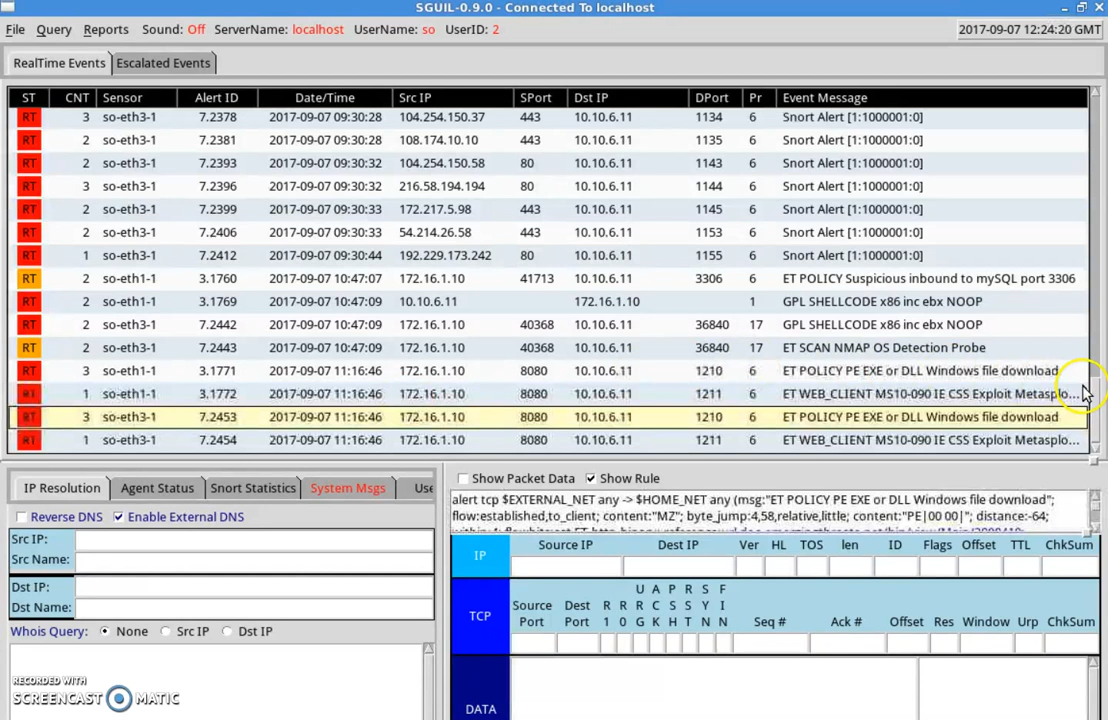 SGUIL-0.9.0 - Connected To localhost
File Query Reports Sound: Off ServerName: localhost UserName: so UserID: 2 2017-09-07 12:24:20 GMT
RealTime Events Escalated Events
ST CNT Sensor Alert ID Date/Time Src IP SPort Dst IP DPort Pr Event Message
RT 3 so-eth3-1 7.2378 2017-09-07 09:30:28 104.254.150.37 443 10.10.6.11 1134 6 Snort Alert [1:1000001:0]
RT 2 so-eth3-1 7.2381 2017-09-07 09:30:28 108.174.10.10 443 10.10.6.11 1135 6 Snort Alert [1:1000001:0]
RT 2 so-eth3-1 7.2393 2017-09-07 09:30:32 104.254.150.58 80 10.10.6.11 1143 6 Snort Alert [1:1000001:0]
RT 3 so-eth3-1 7.2396 2017-09-07 09:30:32 216.58.194.194 80 10.10.6.11 1144 6 Snort Alert [1:1000001:0]
RT 2 so-eth3-1 7.2399 2017-09-07 09:30:33 172.217.5.98 443 10.10.6.11 1145 6 Snort Alert [1:1000001:0]
RT 2 so-eth3-1 7.2406 2017-09-07 09:30:33 54.214.26.58 443 10.10.6.11 1153 6 Snort Alert [1:1000001:0]
RT 1 so-eth3-1 7.2412 2017-09-07 09:30:44 192.229.173.242 80 10.10.6.11 1155 6 Snort Alert [1:1000001:0]
RT 2 so-eth1-1 3.1760 2017-09-07 10:47:07 172.16.1.10 41713 10.10.6.11 3306 6 ET POLICY Suspicious inbound to mySQL port 3306
RT 2 so-eth1-1 3.1769 2017-09-07 10:47:09 10.10.6.11 172.16.1.10 1 GPL SHELLCODE x86 inc ebx NOOP
RT 2 so-eth3-1 7.2442 2017-09-07 10:47:09 172.16.1.10 40368 10.10.6.11 36840 17 GPL SHELLCODE x86 inc ebx NOOP
RT 2 so-eth3-1 7.2443 2017-09-07 10:47:09 172.16.1.10 40368 10.10.6.11 36840 17 ET SCAN NMAP OS Detection Probe
RT 3 so-eth1-1 3.1771 2017-09-07 11:16:46 172.16.1.10 8080 10.10.6.11 1210 6 ET POLICY PE EXE or DLL Windows file download
RT 1 so-eth1-1 3.1772 2017-09-07 11:16:46 172.16.1.10 8080 10.10.6.11 1211 6 ET WEB_CLIENT MS10-090 IE CSS Exploit Metasplo...
RT 3 so-eth3-1 7.2453 2017-09-07 11:16:46 172.16.1.10 8080 10.10.6.11 1210 6 ET POLICY PE EXE or DLL Windows file download
RT 1 so-eth3-1 7.2454 2017-09-07 11:16:46 172.16.1.10 8080 10.10.6.11 1211 6 ET WEB_CLIENT MS10-090 IE CSS Exploit Metasplo...
IP Resolution Agent Status Snort Statistics System Msgs Use
Reverse DNS Enable External DNS
Src IP:
Src Name:
Dst IP:
Dst Name:
Whois Query: None Src IP Dst IP
RECORDED WITH
SCREENCAST MATIC
Show Packet Data Show Rule
alert tcp $EXTERNAL_NET any -> $HOME_NET any (msg:"ET POLICY PE EXE or DLL Windows file download";
flow:established,to_client; content:"MZ"; byte_jump:4,58,relative,little; content:"PE|00 00|"; distance:-64;
IP Source IP Dest IP Ver HL TOS len ID Flags Offset TTL ChkSum
U A P R S F
R R R C S S Y I
TCP Source Port Dest Port 1 0 G K H T N N Seq # Ack # Offset Res Window Urp ChkSum
DATA